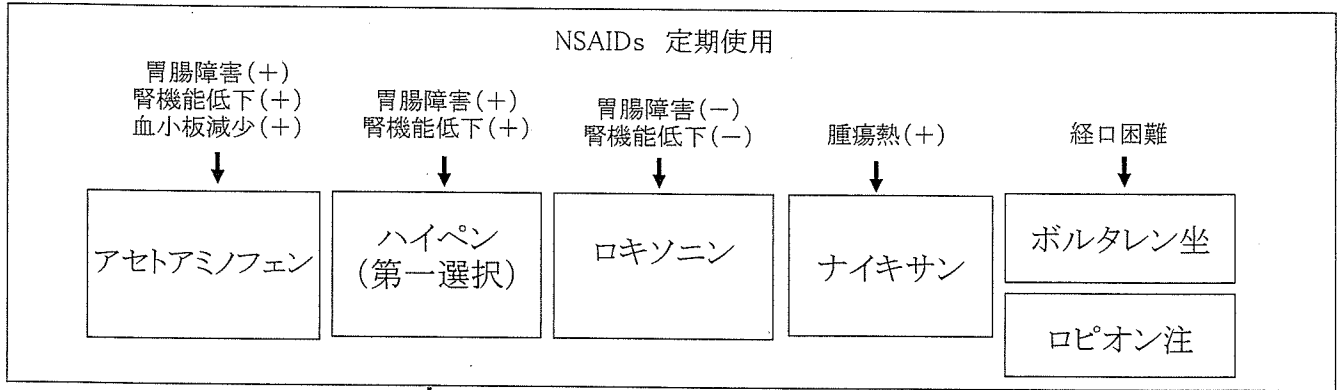 NSAIDs 定期使用
胃腸障害(+)
腎機能低下(+)
血小板減少(+)
アセトアミノフェン
胃腸障害(+)
腎機能低下(+)
ハイペン
(第一選択)
胃腸障害(-)
腎機能低下(-)
ロキソニン
腫瘍熱(+)
ナイキサン
経口困難
ボルタレン坐
ロピオン注